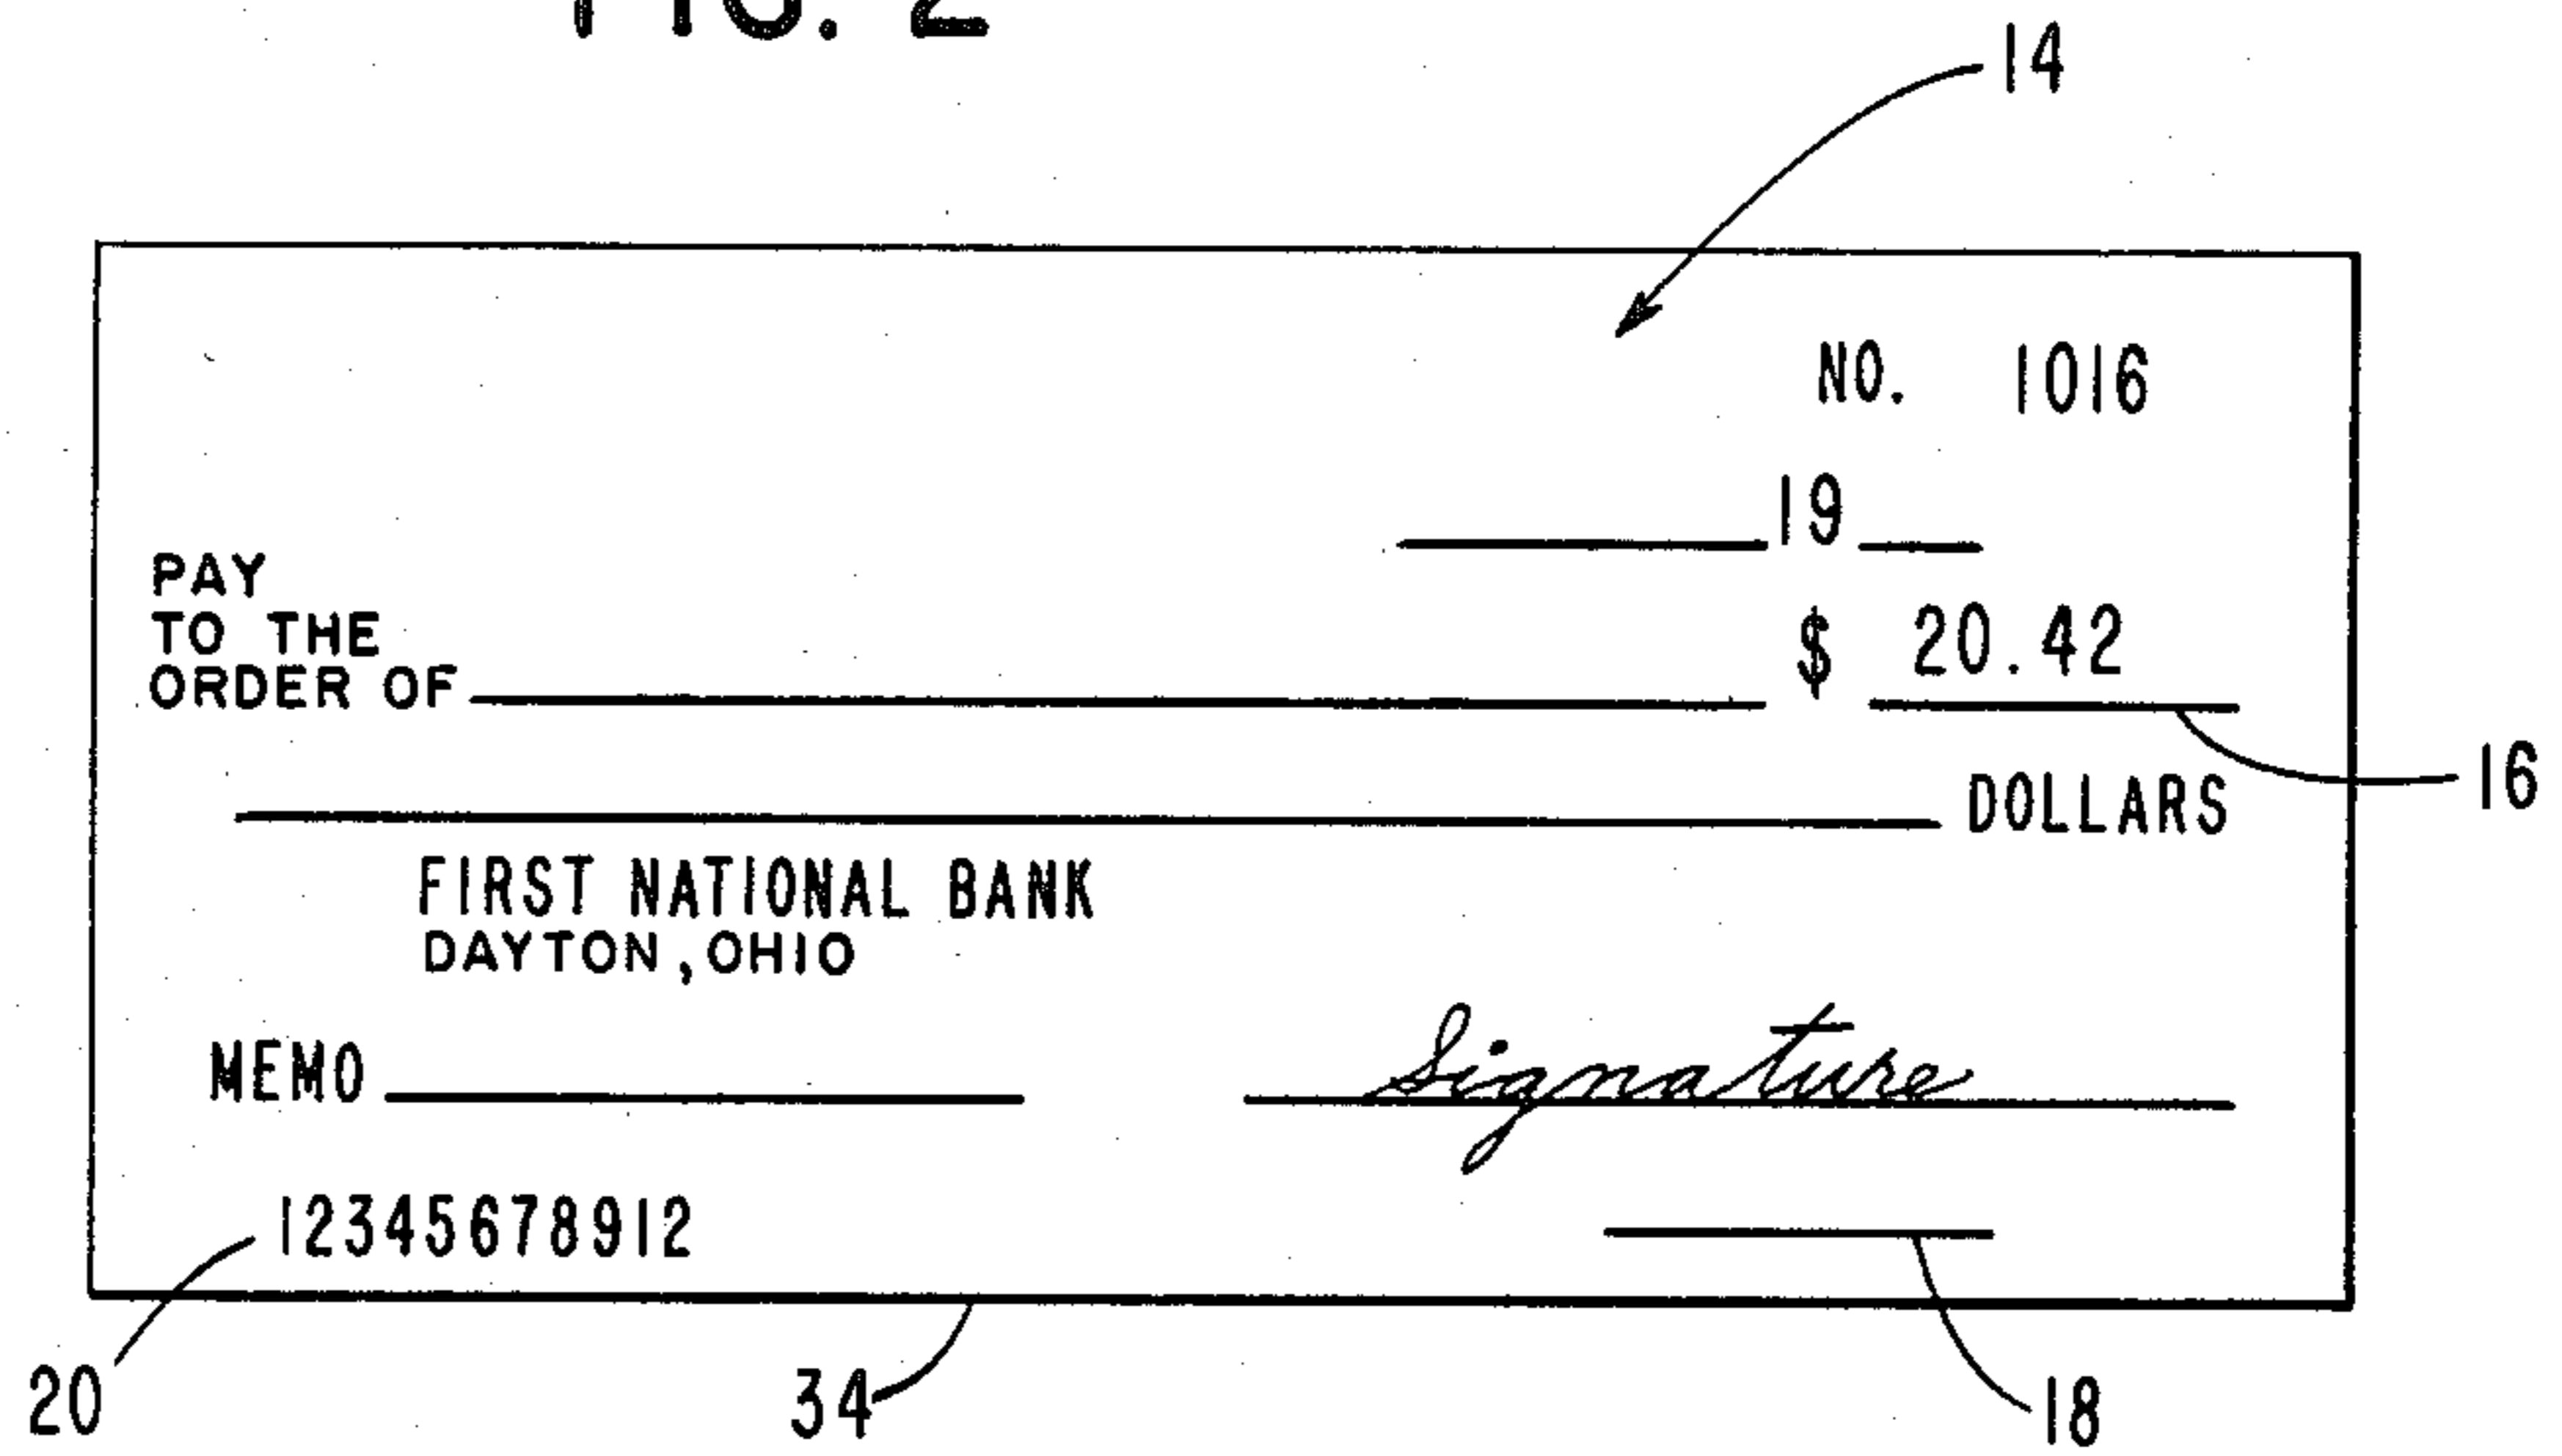 FIG. 2
14
NO. 1016
19
PAY
TO THE
ORDER OF $ 20.42
16
DOLLARS
FIRST NATIONAL BANK
DAYTON, OHIO
MEMO Signature
12345678912
20 34 18